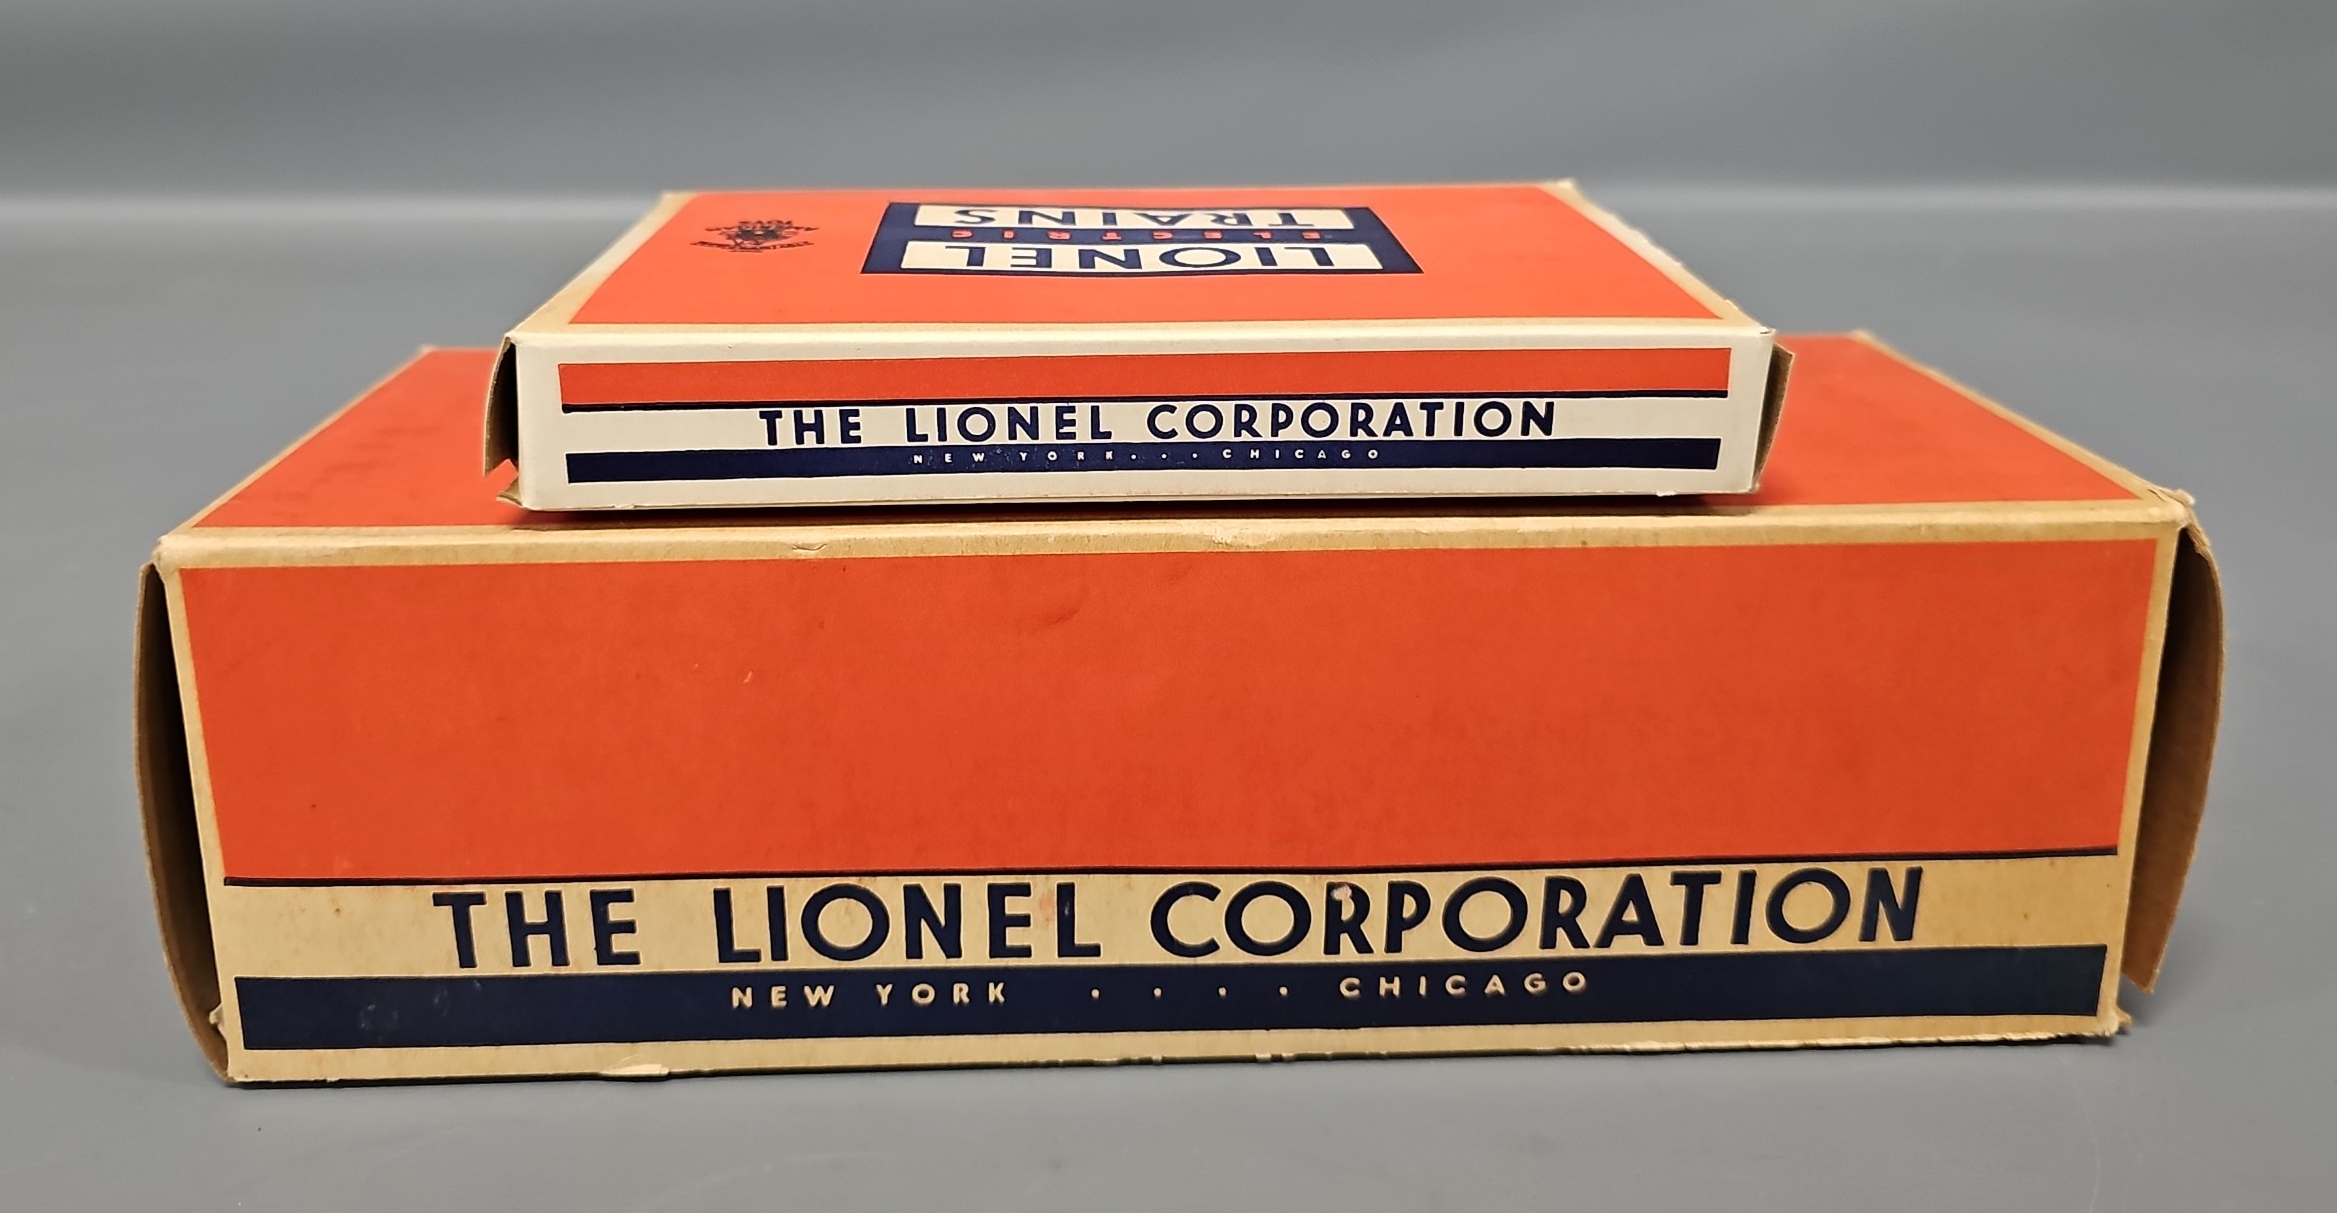 LIONEL
ELECTRIC
TRAINS
THE LIONEL CORPORATION
NEW YORK . . . CHICAGO
THE LIONEL CORPORATION
NEW YORK . . . . CHICAGO